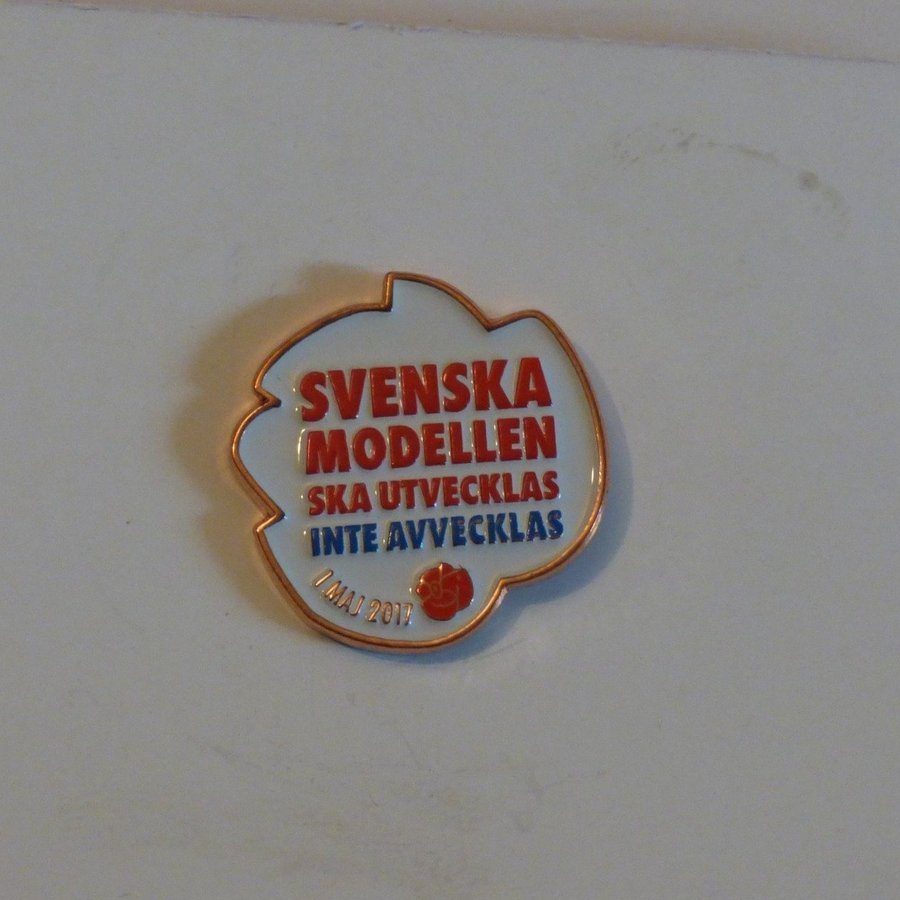 SVENSKA
MODELLEN
SKA UTVECKLAS
INTE AVVECKLAS
1 MAJ 2017